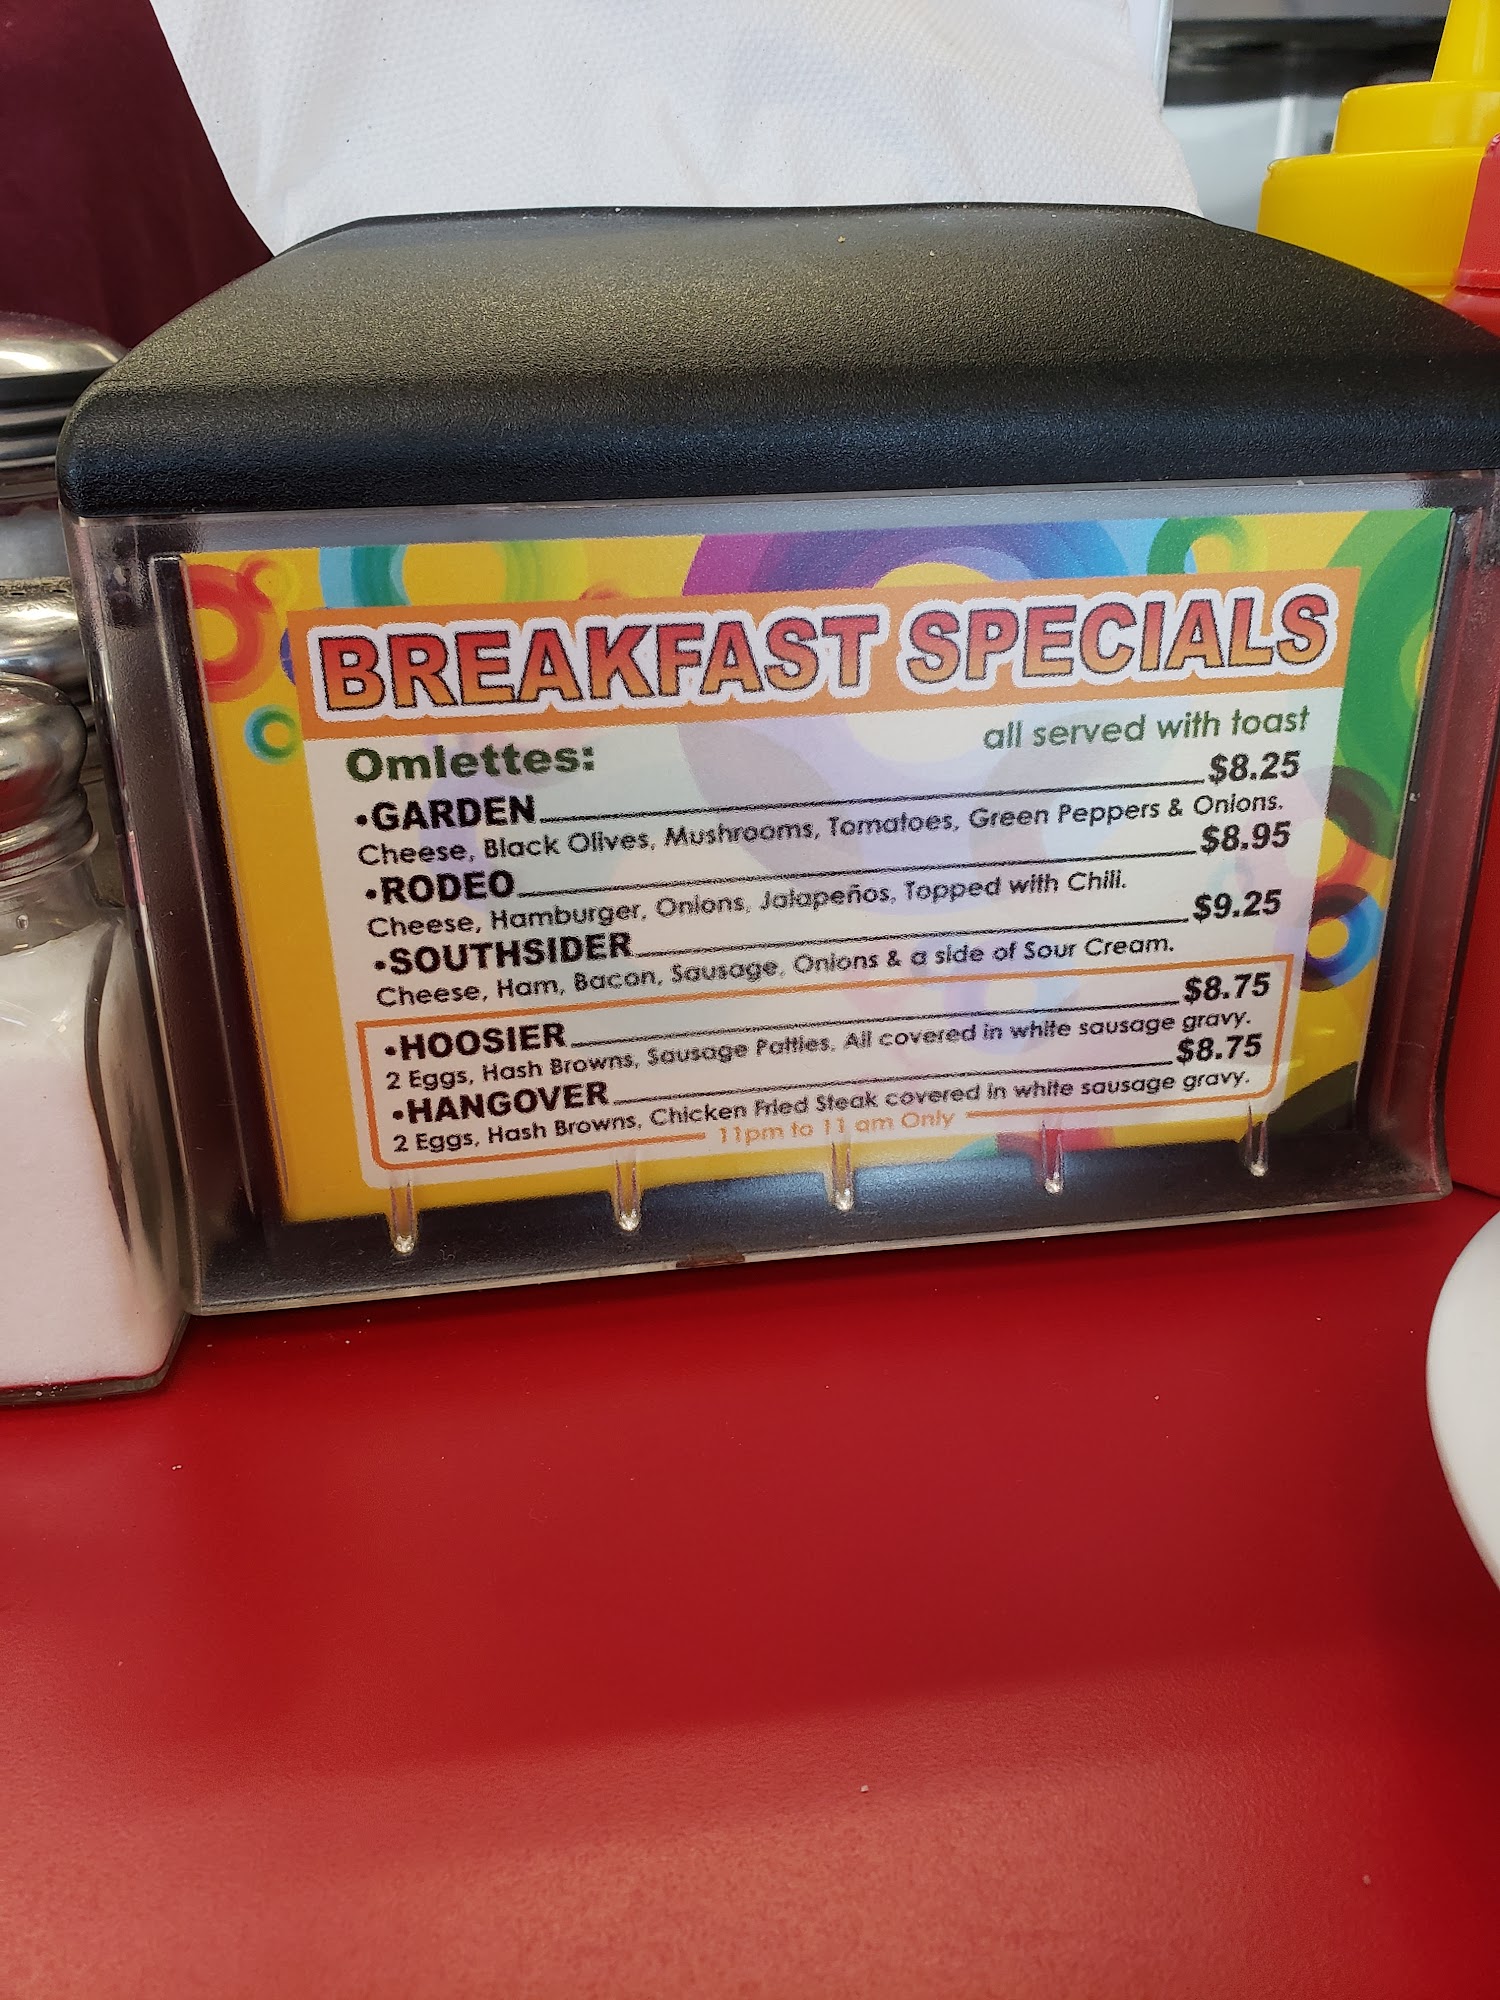 BREAKFAST SPECIALS
Omlettes: all served with toast
•GARDEN $8.25
Cheese, Black Olives, Mushrooms, Tomatoes, Green Peppers & Onions.
•RODEO $8.95
Cheese, Hamburger, Onions, Jalapeños, Topped with Chili.
•SOUTHSIDER $9.25
Cheese, Ham, Bacon, Sausage, Onions & a side of Sour Cream.
•HOOSIER $8.75
2 Eggs, Hash Browns, Sausage Patties. All covered in white sausage gravy.
•HANGOVER $8.75
2 Eggs, Hash Browns, Chicken Fried Steak covered in white sausage gravy.
11pm to 11 am Only